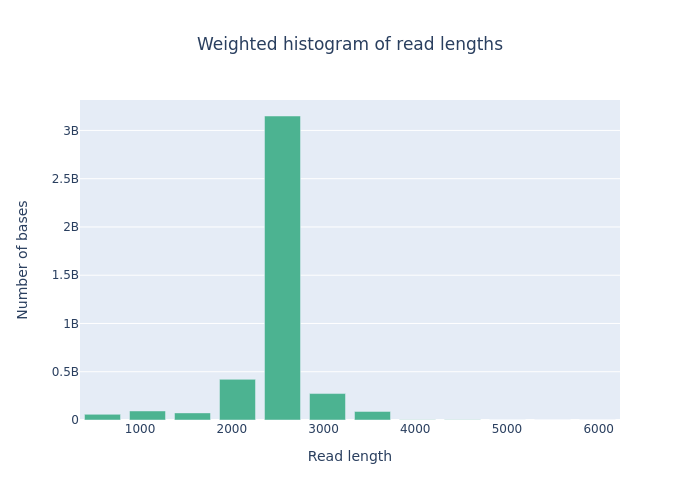 Weighted histogram of read lengths
Number of bases
3B
2.5B
2B
1.5B
1B
0.5B
0
1000 2000 3000 4000 5000 6000
Read length